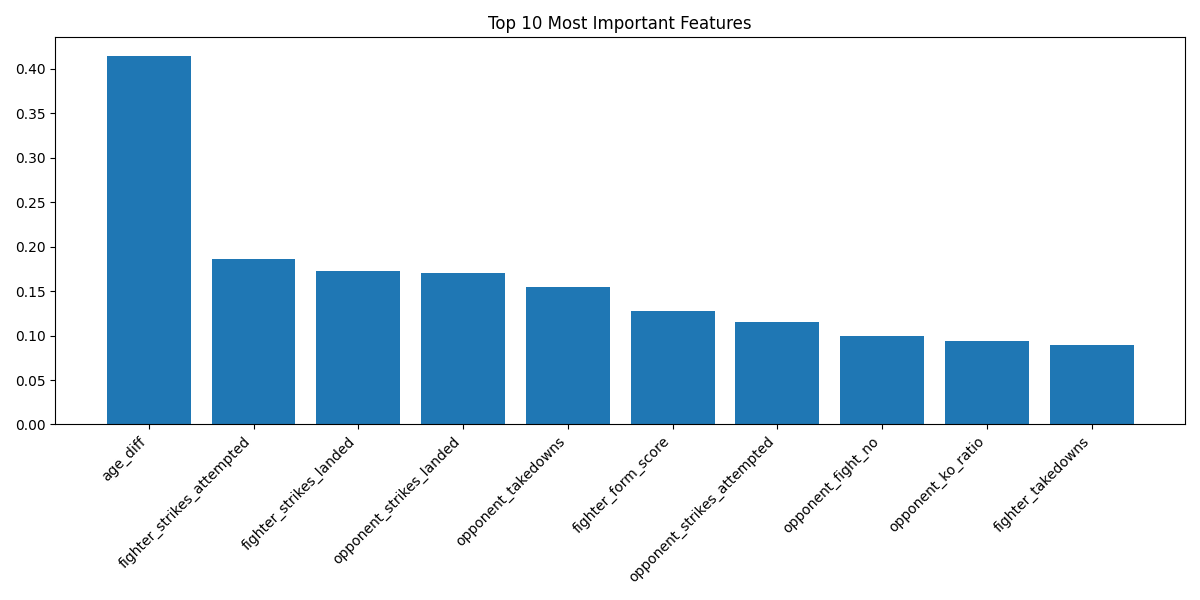 Top 10 Most Important Features
0.40
0.35
0.30
0.25
0.20
0.15
0.10
0.05
0.00
age_diff
fighter_strikes_attempted
fighter_strikes_landed
opponent_strikes_landed
opponent_takedowns
fighter_form_score
opponent_strikes_attempted
opponent_fight_no
opponent_ko_ratio
fighter_takedowns